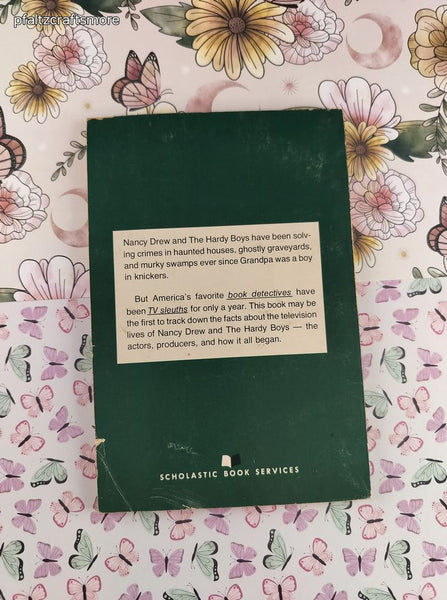 pfaltzcraftsmore
Nancy Drew and The Hardy Boys have been solv-
ing crimes in haunted houses, ghostly graveyards,
and murky swamps ever since Grandpa was a boy
in knickers.
But America's favorite book detectives have
been TV sleuths for only a year. This book may be
the first to track down the facts about the television
lives of Nancy Drew and The Hardy Boys — the
actors, producers, and how it all began.
SCHOLASTIC BOOK SERVICES